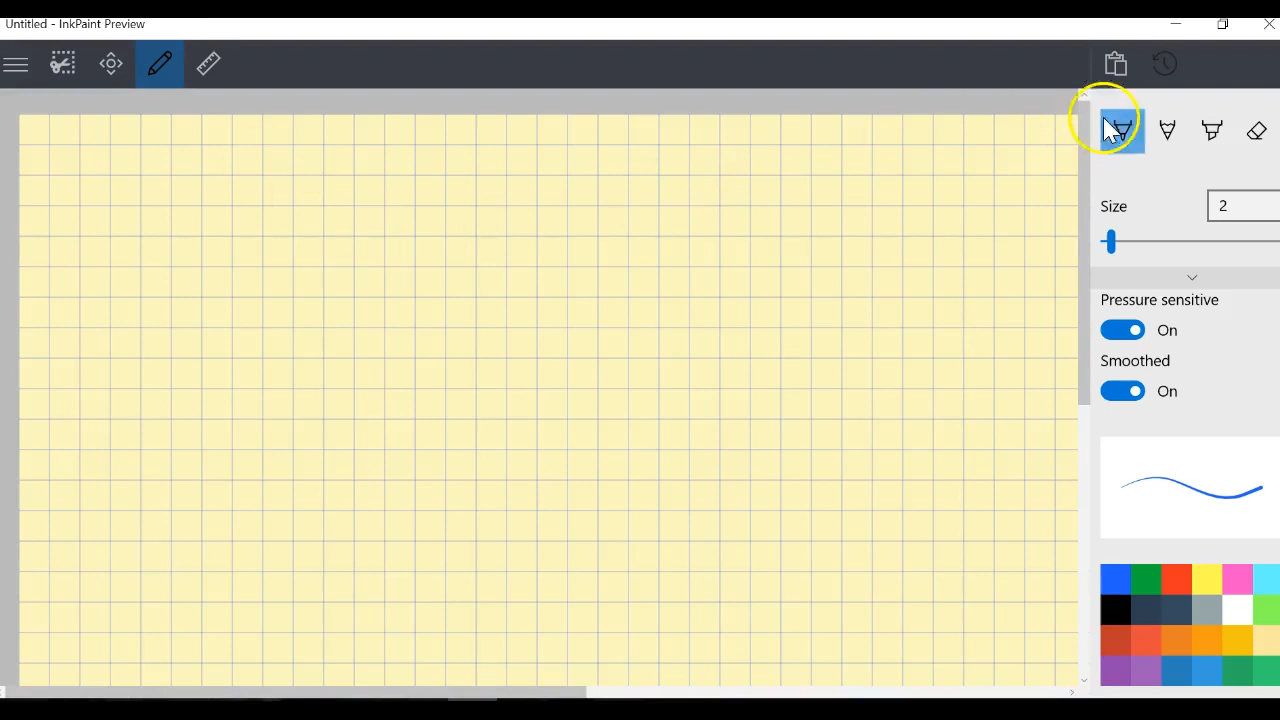 Untitled - InkPaint Preview
Size 2
Pressure sensitive
On
Smoothed
On